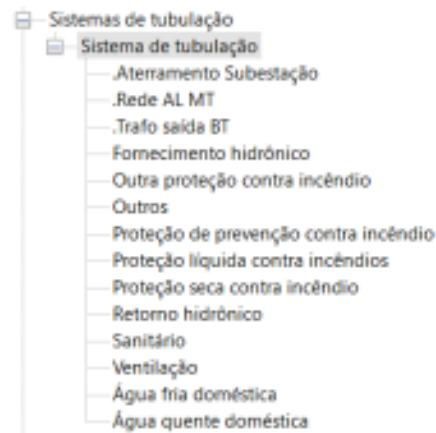 Sistemas de tubulação
Sistema de tubulação
.Aterramento Subestação
.Rede AL MT
.Trafo saída BT
Fornecimento hidrônico
Outra proteção contra incêndio
Outros
Proteção de prevenção contra incêndio
Proteção líquida contra incêndios
Proteção seca contra incêndio
Retorno hidrônico
Sanitário
Ventilação
Água fria doméstica
Água quente doméstica